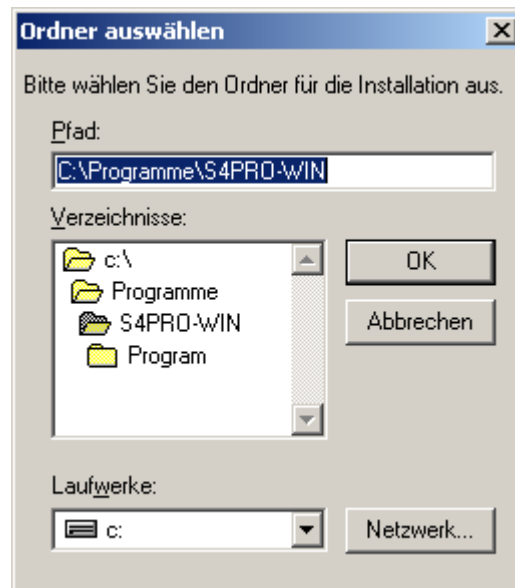 Ordner auswählen
Bitte wählen Sie den Ordner für die Installation aus.
Pfad:
C:\Programme\S4PRO-WIN
Verzeichnisse:
c:\
Programme
S4PRO-WIN
Program
OK
Abbrechen
Laufwerke:
c:
Netzwerk...